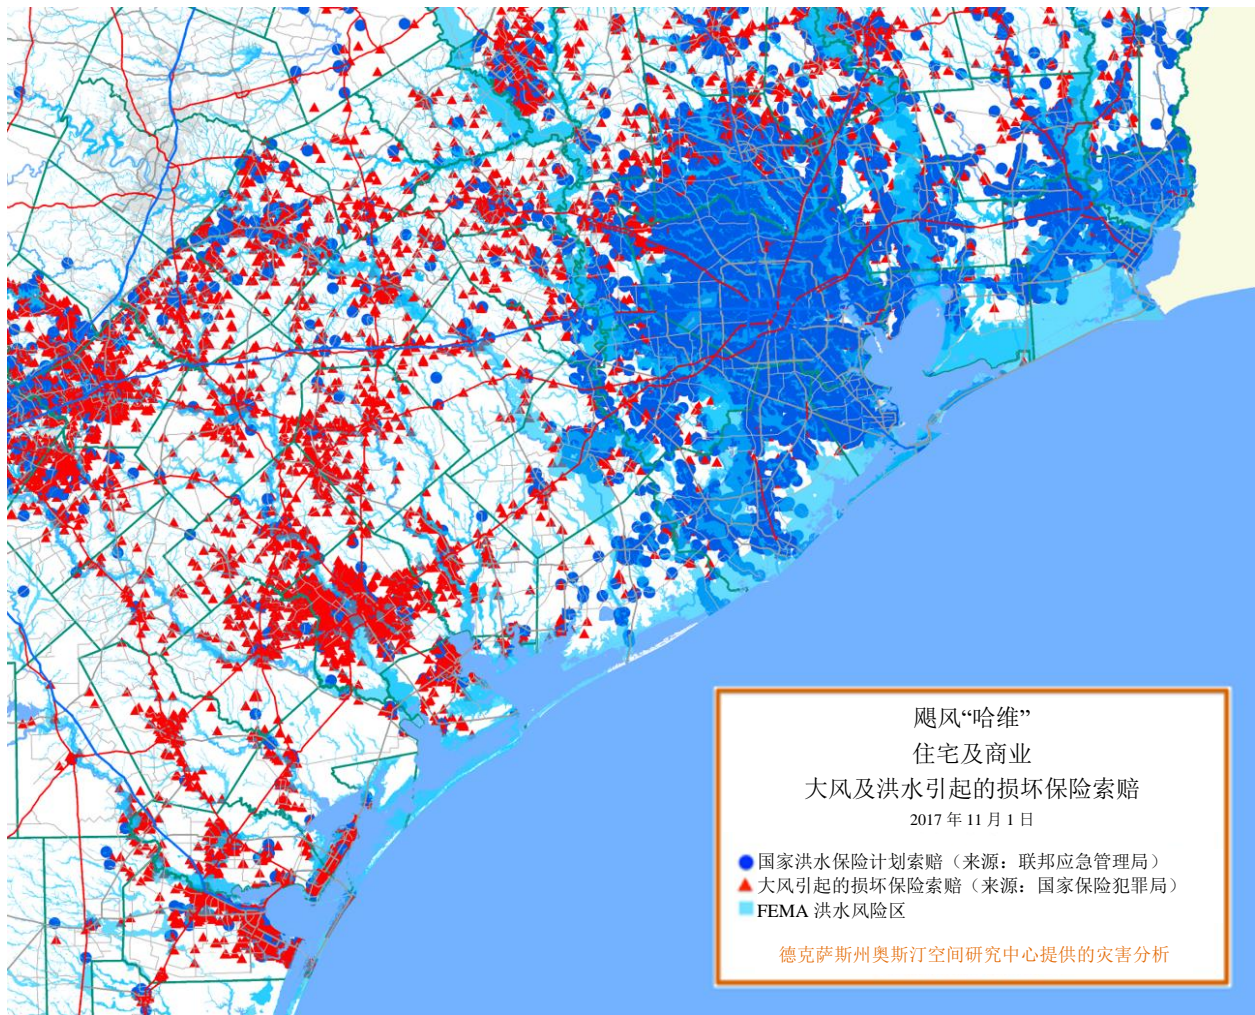 飓风“哈维”
住宅及商业
大风及洪水引起的损坏保险索赔
2017 年 11 月 1 日
国家洪水保险计划索赔（来源：联邦应急管理局）
大风引起的损坏保险索赔（来源：国家保险犯罪局）
FEMA 洪水风险区
德克萨斯州奥斯汀空间研究中心提供的灾害分析